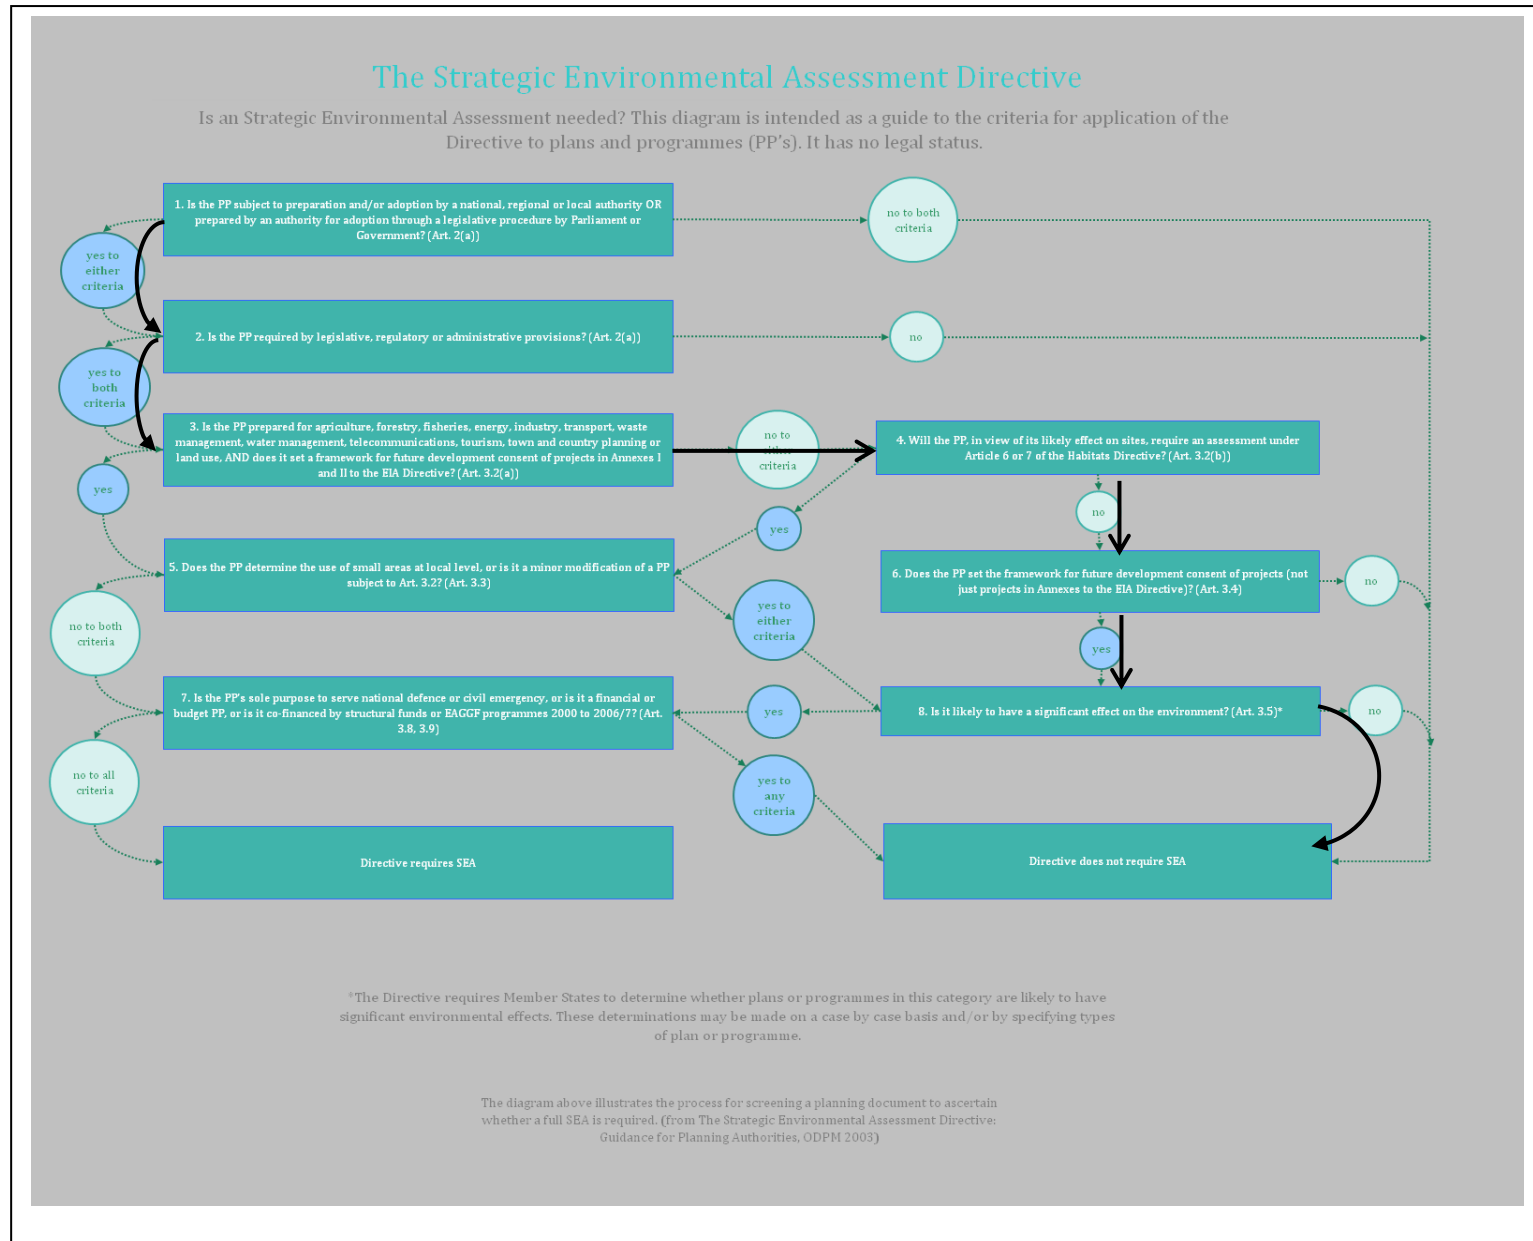 The Strategic Environmental Assessment Directive
Is an Strategic Environmental Assessment needed? This diagram is intended as a guide to the criteria for application of the
Directive to plans and programmes (PP's). It has no legal status.
1. Is the PP subject to preparation and/or adoption by a national, regional or local authority OR
prepared by an authority for adoption through a legislative procedure by Parliament or
Government? (Art. 2(a))
no to both
criteria
yes to
either
criteria
2. Is the PP required by legislative, regulatory or administrative provisions? (Art. 2(a))
no
yes to
both
criteria
3. Is the PP prepared for agriculture, forestry, fisheries, energy, industry, transport, waste
management, water management, telecommunications, tourism, town and country planning or
land use, AND does it set a framework for future development consent of projects in Annexes I
and II to the EIA Directive? (Art. 3.2(a))
no to
either
criteria
4. Will the PP, in view of its likely effect on sites, require an assessment under
Article 6 or 7 of the Habitats Directive? (Art. 3.2(b))
yes
yes
no
5. Does the PP determine the use of small areas at local level, or is it a minor modification of a PP
subject to Art. 3.2? (Art. 3.3)
6. Does the PP set the framework for future development consent of projects (not
just projects in Annexes to the EIA Directive)? (Art. 3.4)
no
no to both
criteria
yes to
either
criteria
yes
7. Is the PP's sole purpose to serve national defence or civil emergency, or is it a financial or
budget PP, or is it co-financed by structural funds or EAGGF programmes 2000 to 2006/7? (Art.
3.8, 3.9)
yes
8. Is it likely to have a significant effect on the environment? (Art. 3.5)*
no
no to all
criteria
yes to
any
criteria
Directive requires SEA
Directive does not require SEA
*The Directive requires Member States to determine whether plans or programmes in this category are likely to have
significant environmental effects. These determinations may be made on a case by case basis and/or by specifying types
of plan or programme.
The diagram above illustrates the process for screening a planning document to ascertain
whether a full SEA is required. (from The Strategic Environmental Assessment Directive:
Guidance for Planning Authorities, ODPM 2003)